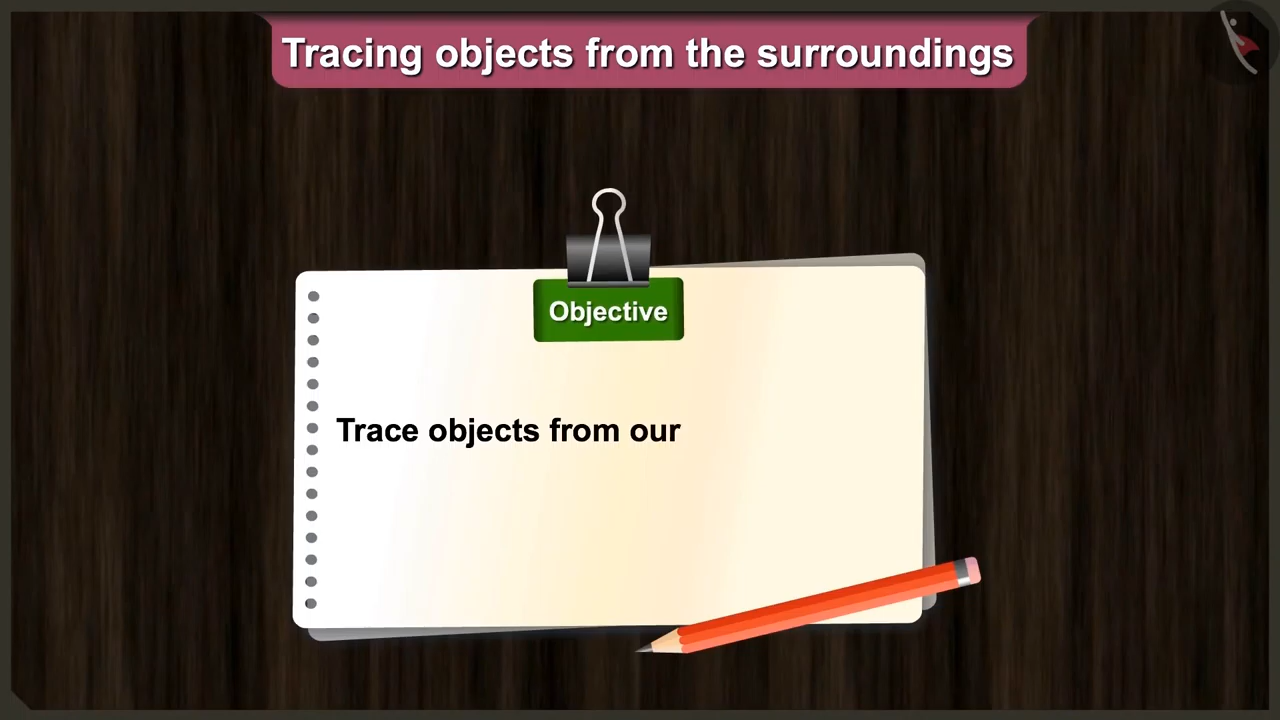 Tracing objects from the surroundings
Objective
Trace objects from our